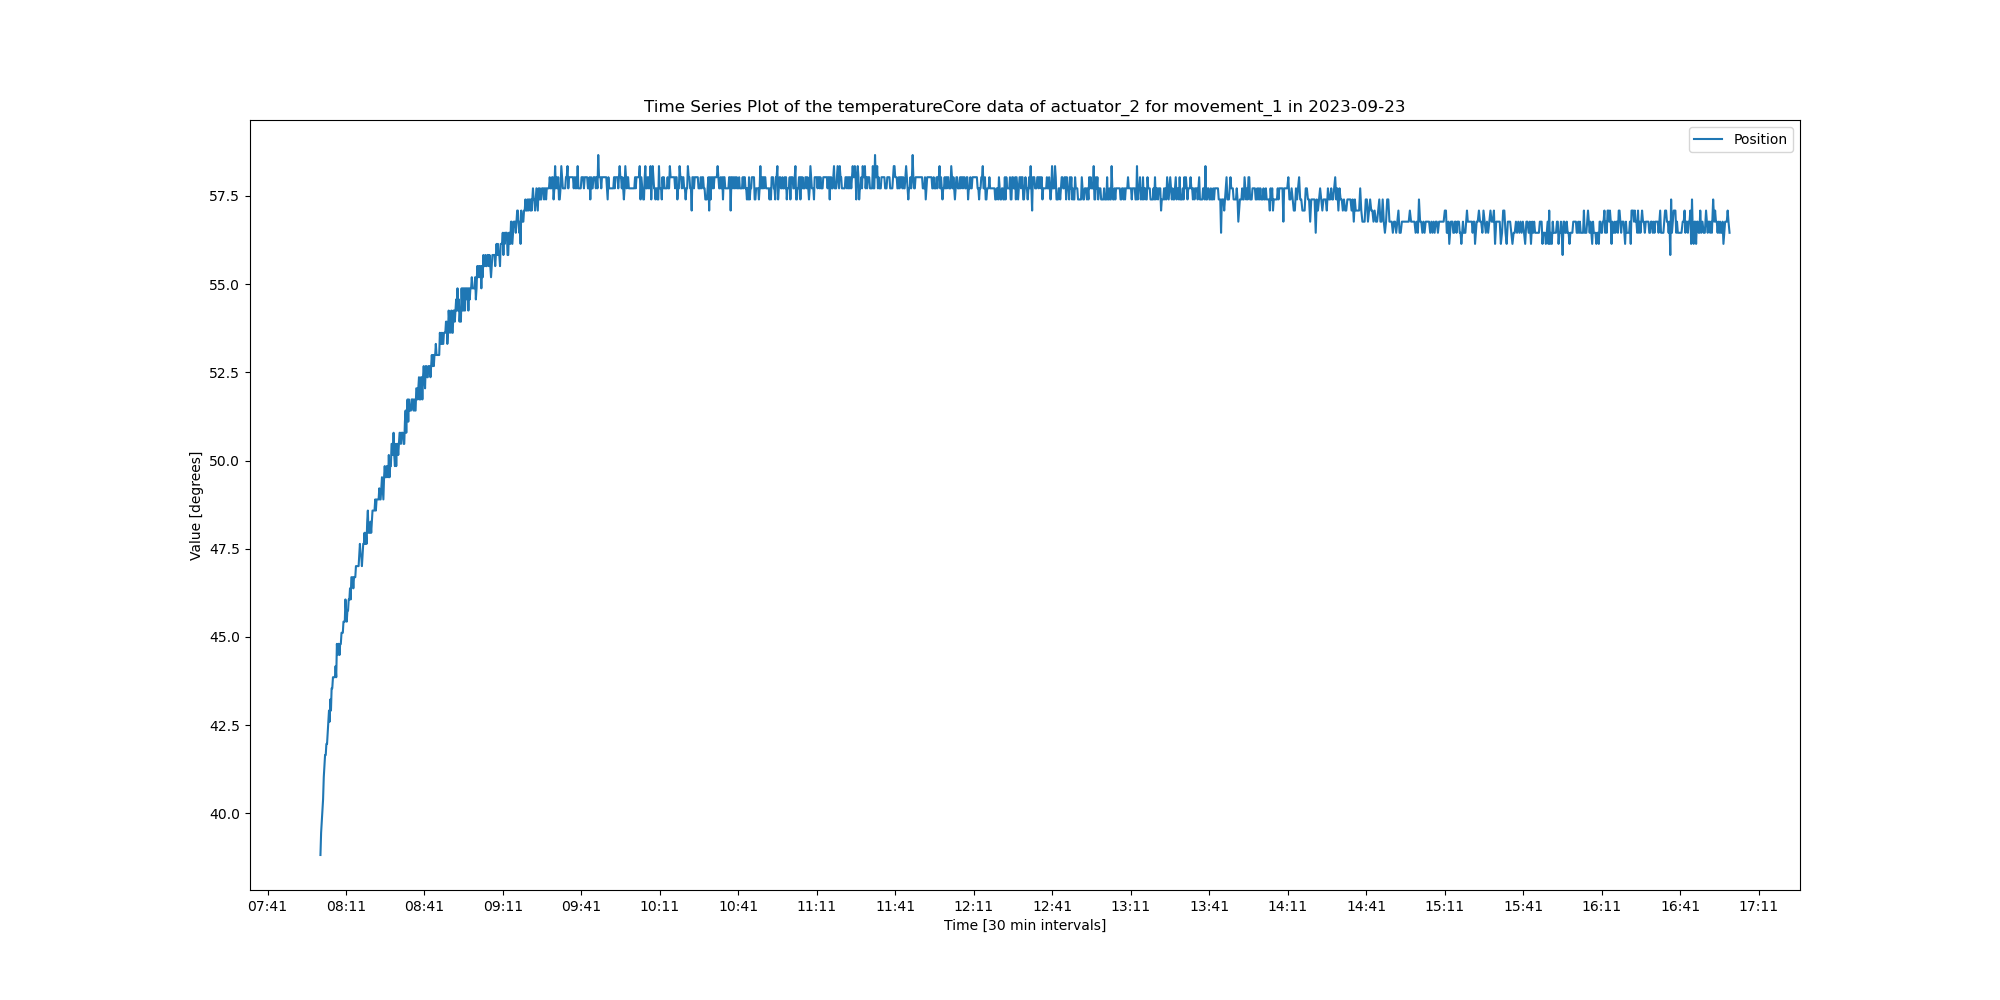 Time Series Plot of the temperatureCore data of actuator_2 for movement_1 in 2023-09-23
Position
57.5
55.0
52.5
50.0
47.5
45.0
42.5
40.0
Value [degrees]
07:41 08:11 08:41 09:11 09:41 10:11 10:41 11:11 11:41 12:11 12:41 13:11 13:41 14:11 14:41 15:11 15:41 16:11 16:41 17:11
Time [30 min intervals]